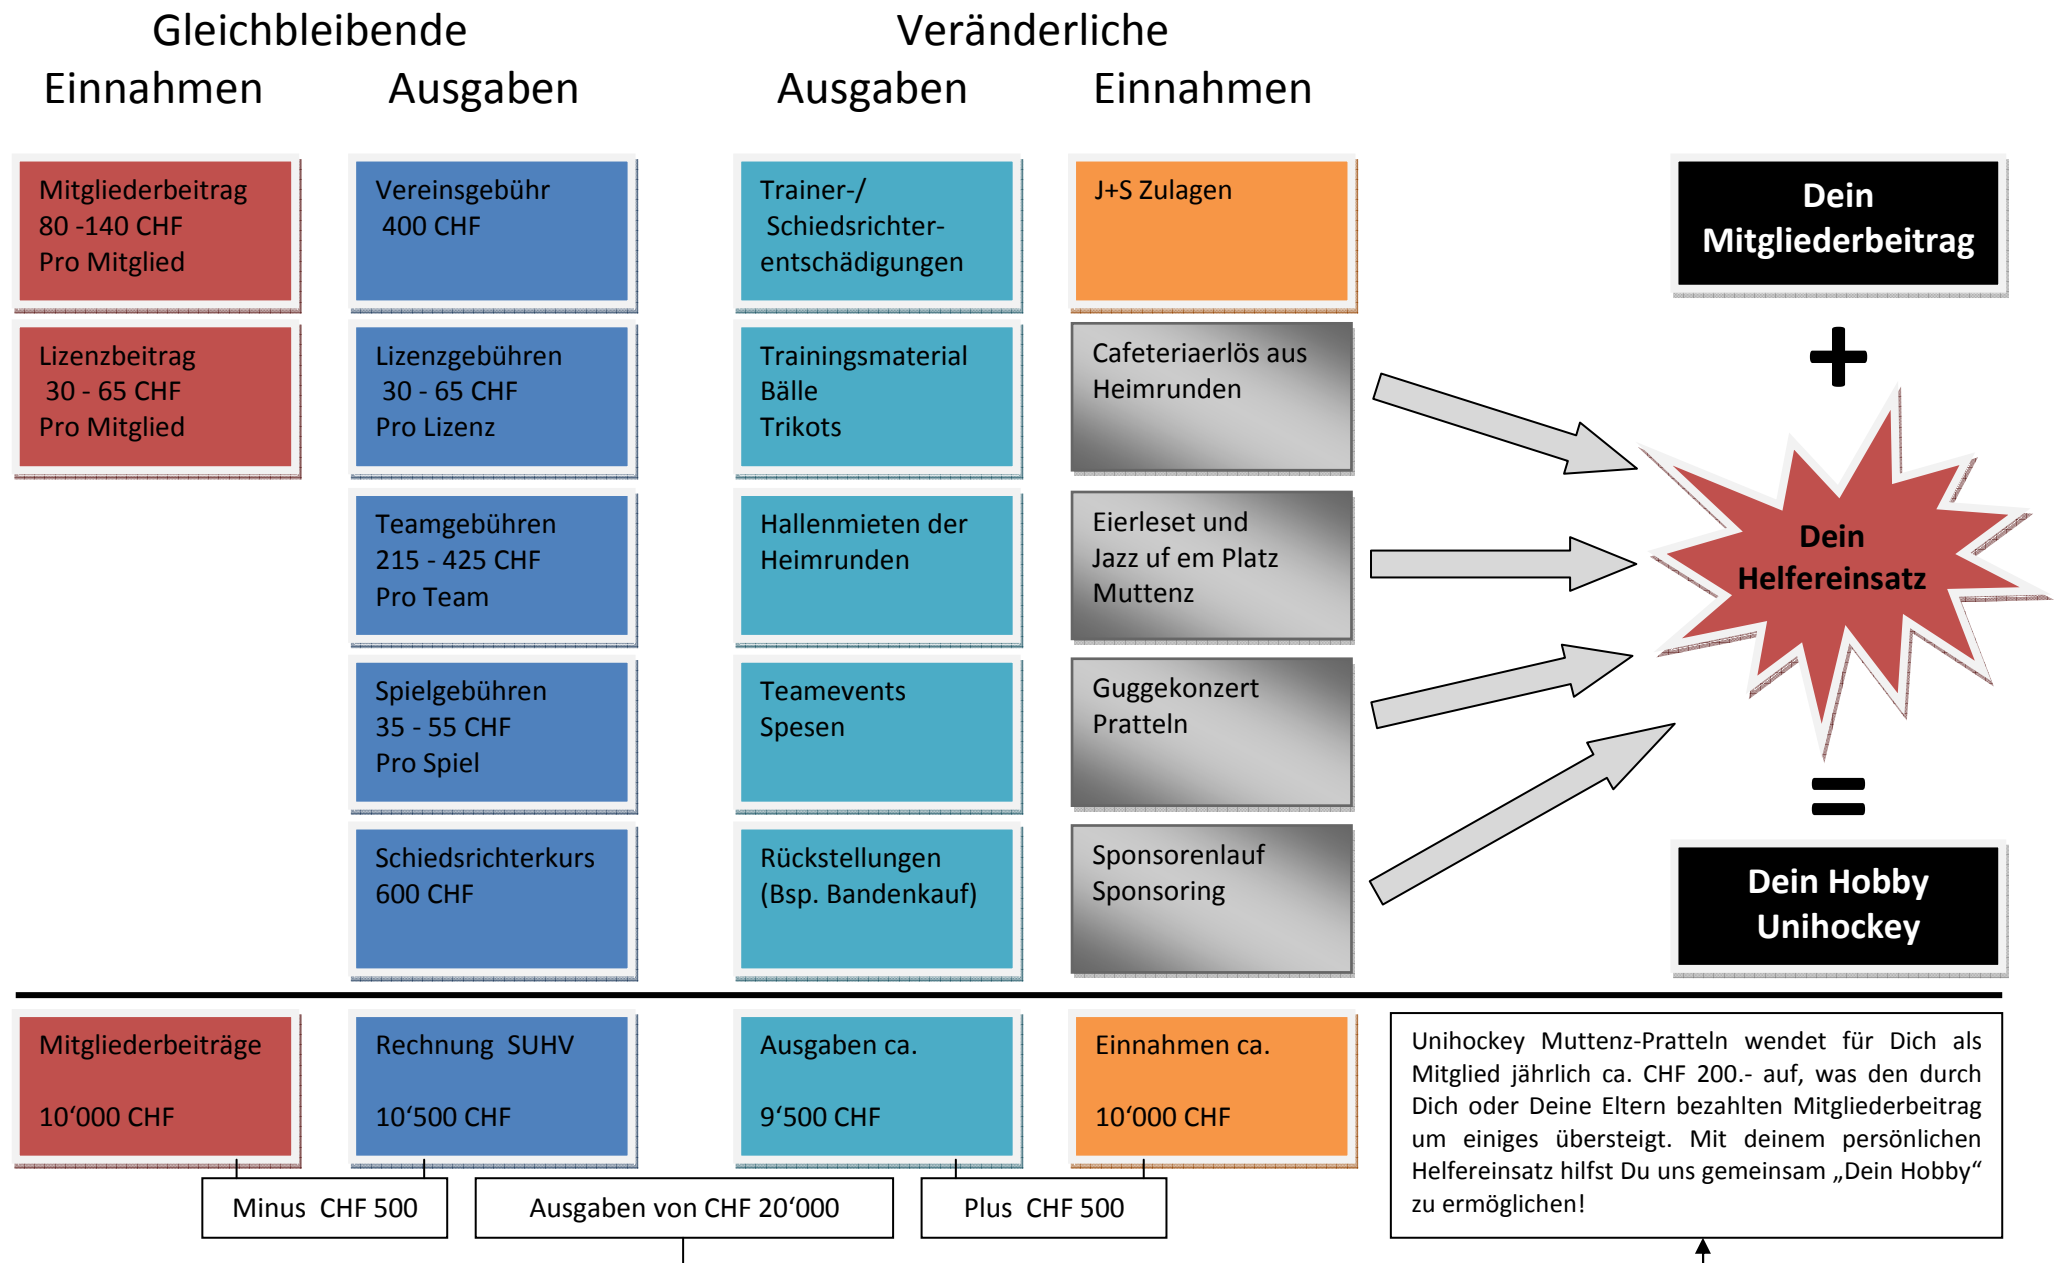 Gleichbleibende
Einnahmen
Ausgaben
Veränderliche
Ausgaben
Einnahmen
Mitgliederbeitrag
80 -140 CHF
Pro Mitglied
Lizenzbeitrag
30 - 65 CHF
Pro Mitglied
Vereinsgebühr
400 CHF
Lizenzgebühren
30 - 65 CHF
Pro Lizenz
Teamgebühren
215 - 425 CHF
Pro Team
Spielgebühren
35 - 55 CHF
Pro Spiel
Schiedsrichterkurs
600 CHF
Trainer-/
Schiedsrichter-
entschädigungen
Trainingsmaterial
Bälle
Trikots
Hallenmieten der
Heimrunden
Teamevents
Spesen
Rückstellungen
(Bsp. Bandenkauf)
J+S Zulagen
Cafeteriaerlös aus
Heimrunden
Eierleset und
Jazz uf em Platz
Muttenz
Guggekonzert
Pratteln
Sponsorenlauf
Sponsoring
Dein
Mitgliederbeitrag
+
Dein
Helfereinsatz
=
Dein Hobby
Unihockey
Mitgliederbeiträge
10‘000 CHF
Rechnung SUHV
10‘500 CHF
Ausgaben ca.
9‘500 CHF
Einnahmen ca.
10‘000 CHF
Minus CHF 500
Ausgaben von CHF 20‘000
Plus CHF 500
Unihockey Muttenz-Pratteln wendet für Dich als
Mitglied jährlich ca. CHF 200.- auf, was den durch
Dich oder Deine Eltern bezahlten Mitgliederbeitrag
um einiges übersteigt. Mit deinem persönlichen
Helfereinsatz hilfst Du uns gemeinsam „Dein Hobby“
zu ermöglichen!